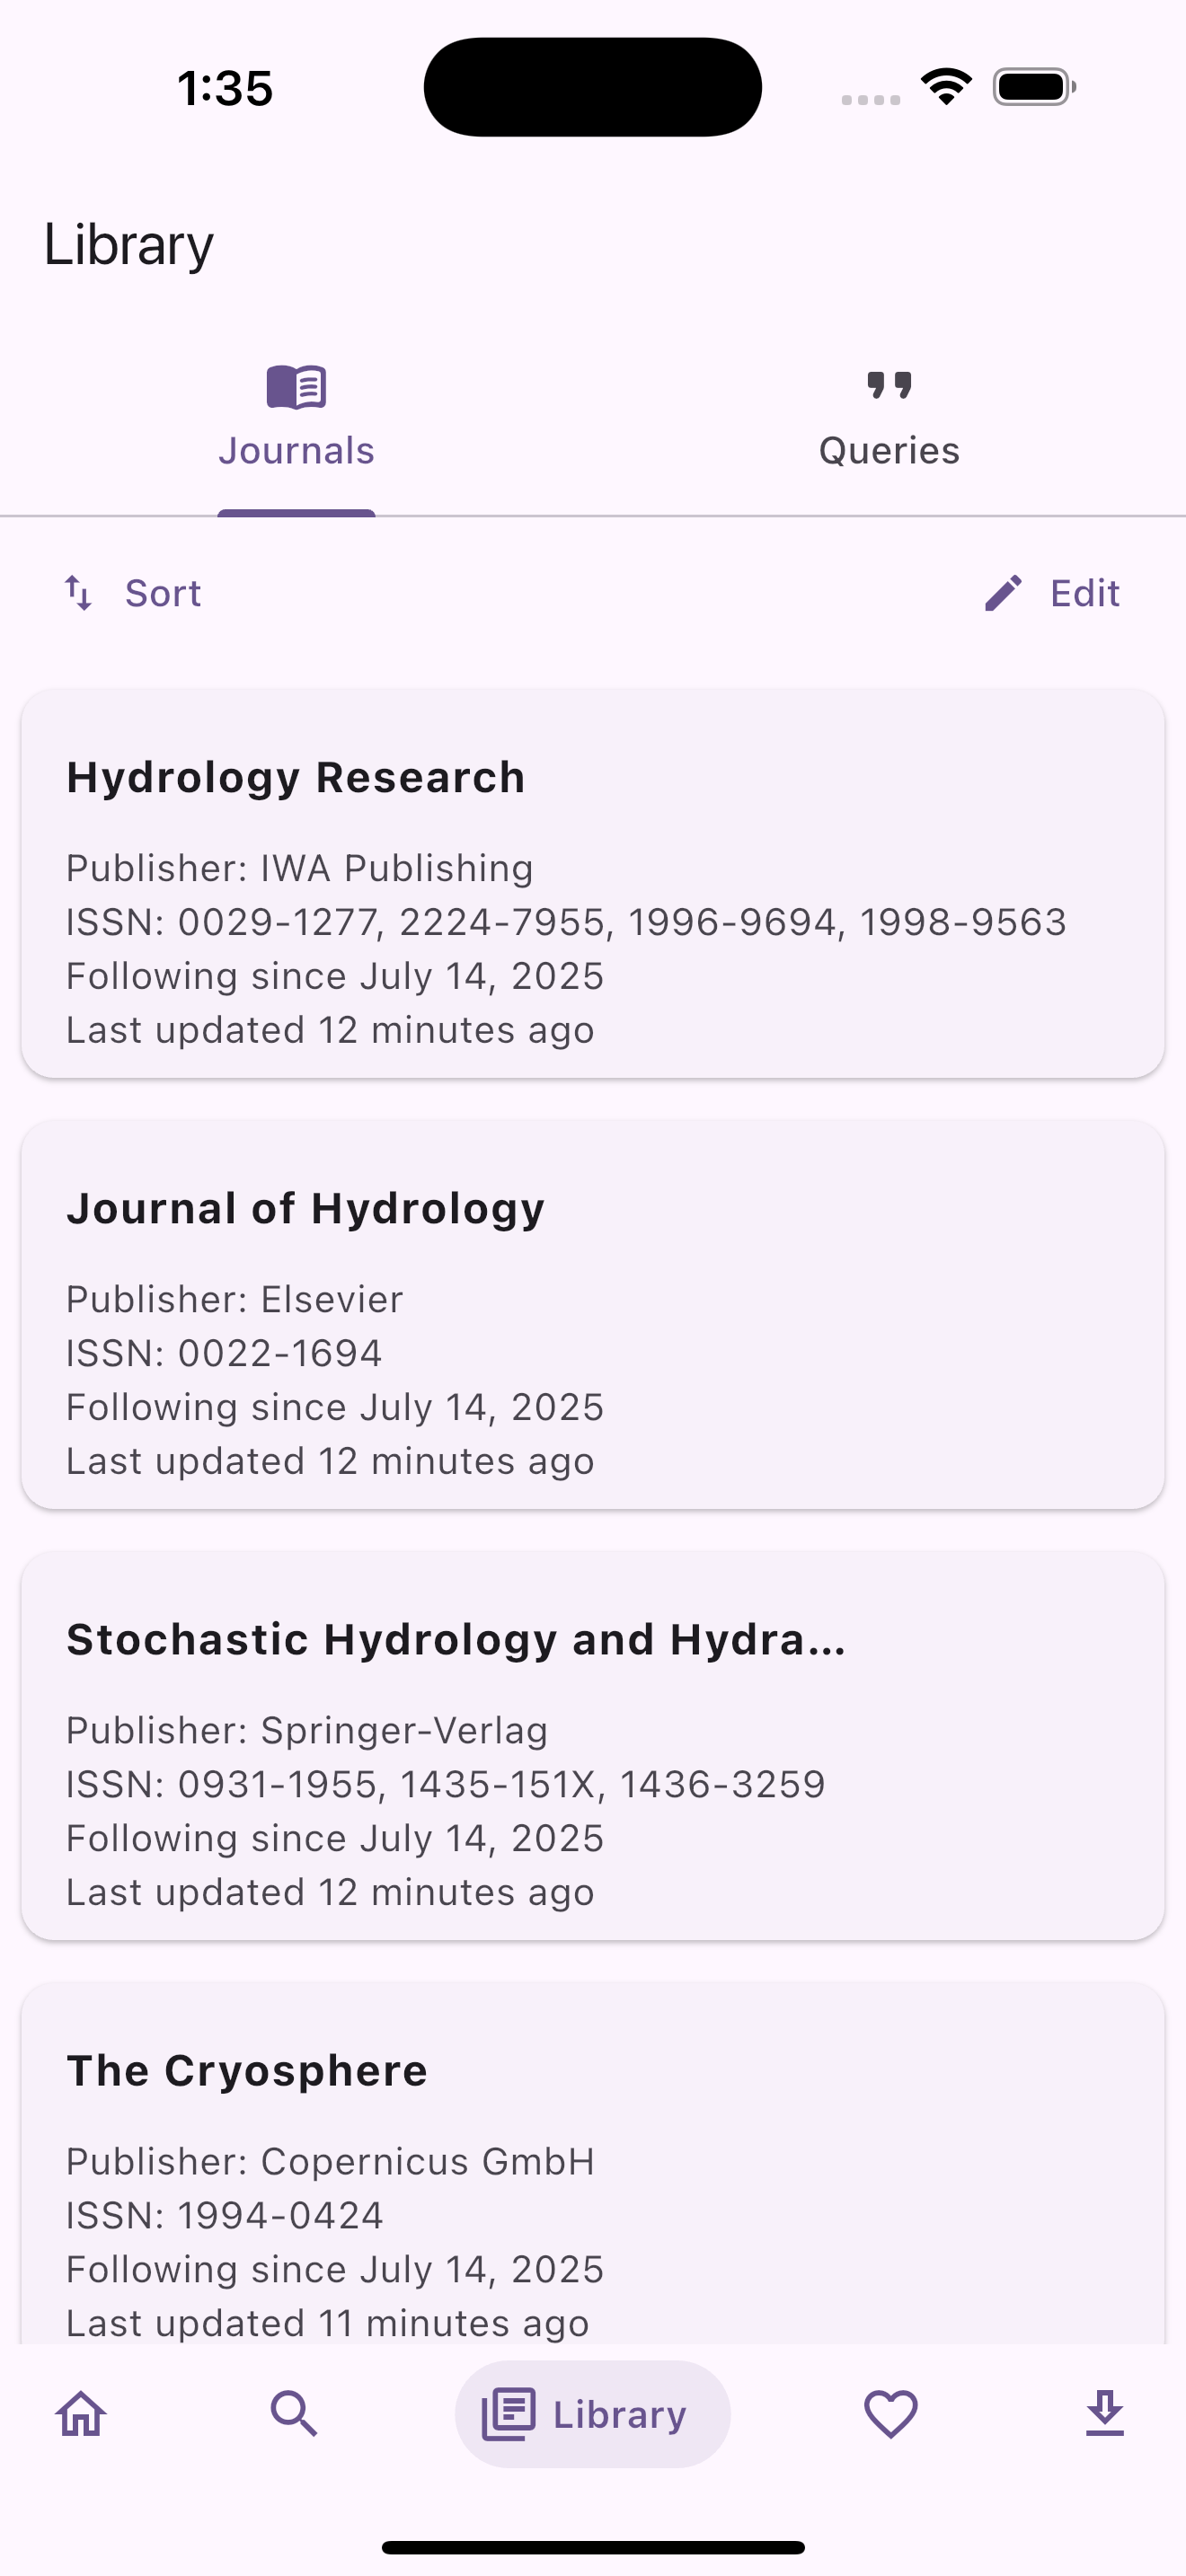 1:35
Library
Journals
Queries
Sort
Edit
Hydrology Research
Publisher: IWA Publishing
ISSN: 0029-1277, 2224-7955, 1996-9694, 1998-9563
Following since July 14, 2025
Last updated 12 minutes ago
Journal of Hydrology
Publisher: Elsevier
ISSN: 0022-1694
Following since July 14, 2025
Last updated 12 minutes ago
Stochastic Hydrology and Hydra...
Publisher: Springer-Verlag
ISSN: 0931-1955, 1435-151X, 1436-3259
Following since July 14, 2025
Last updated 12 minutes ago
The Cryosphere
Publisher: Copernicus GmbH
ISSN: 1994-0424
Following since July 14, 2025
Last updated 11 minutes ago
Library